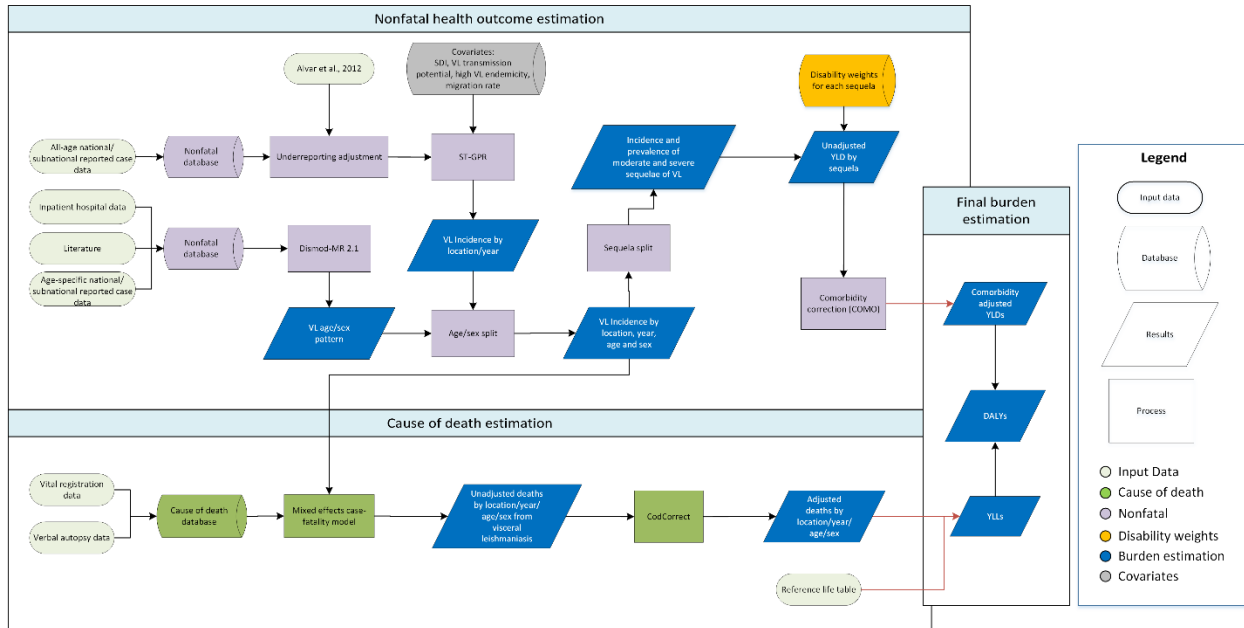 Nonfatal health outcome estimation
Alvar et al., 2012
Covariates:
SDI, VL transmission
potential, high VL endemicity,
migration rate
Disability weights
for each sequela
All-age national/
subnational reported case
data
Nonfatal
database
Underreporting adjustment
ST-GPR
Incidence and
prevalence of
moderate and severe
sequelae of VL
Unadjusted
YLD by
sequela
Inpatient hospital data
Literature
Age-specific national/
subnational reported case data
Nonfatal
database
Dismod-MR 2.1
VL Incidence by
location/year
Sequela split
Comorbidity
correction (COMO)
VL age/sex
pattern
Age/sex split
VL Incidence by
location, year,
age and sex
Final burden
estimation
Comorbidity
adjusted
YLDs
DALYs
YLLs
Cause of death estimation
Vital registration
data
Verbal autopsy data
Cause of death
database
Mixed effects case-
fatality model
Unadjusted deaths
by location/year/
age/sex from
visceral
leishmaniasis
CodCorrect
Adjusted
deaths by
location/year/
age/sex
Reference life table
Legend
Input data
Database
Results
Process
Input Data
Cause of death
Nonfatal
Disability weights
Burden estimation
Covariates